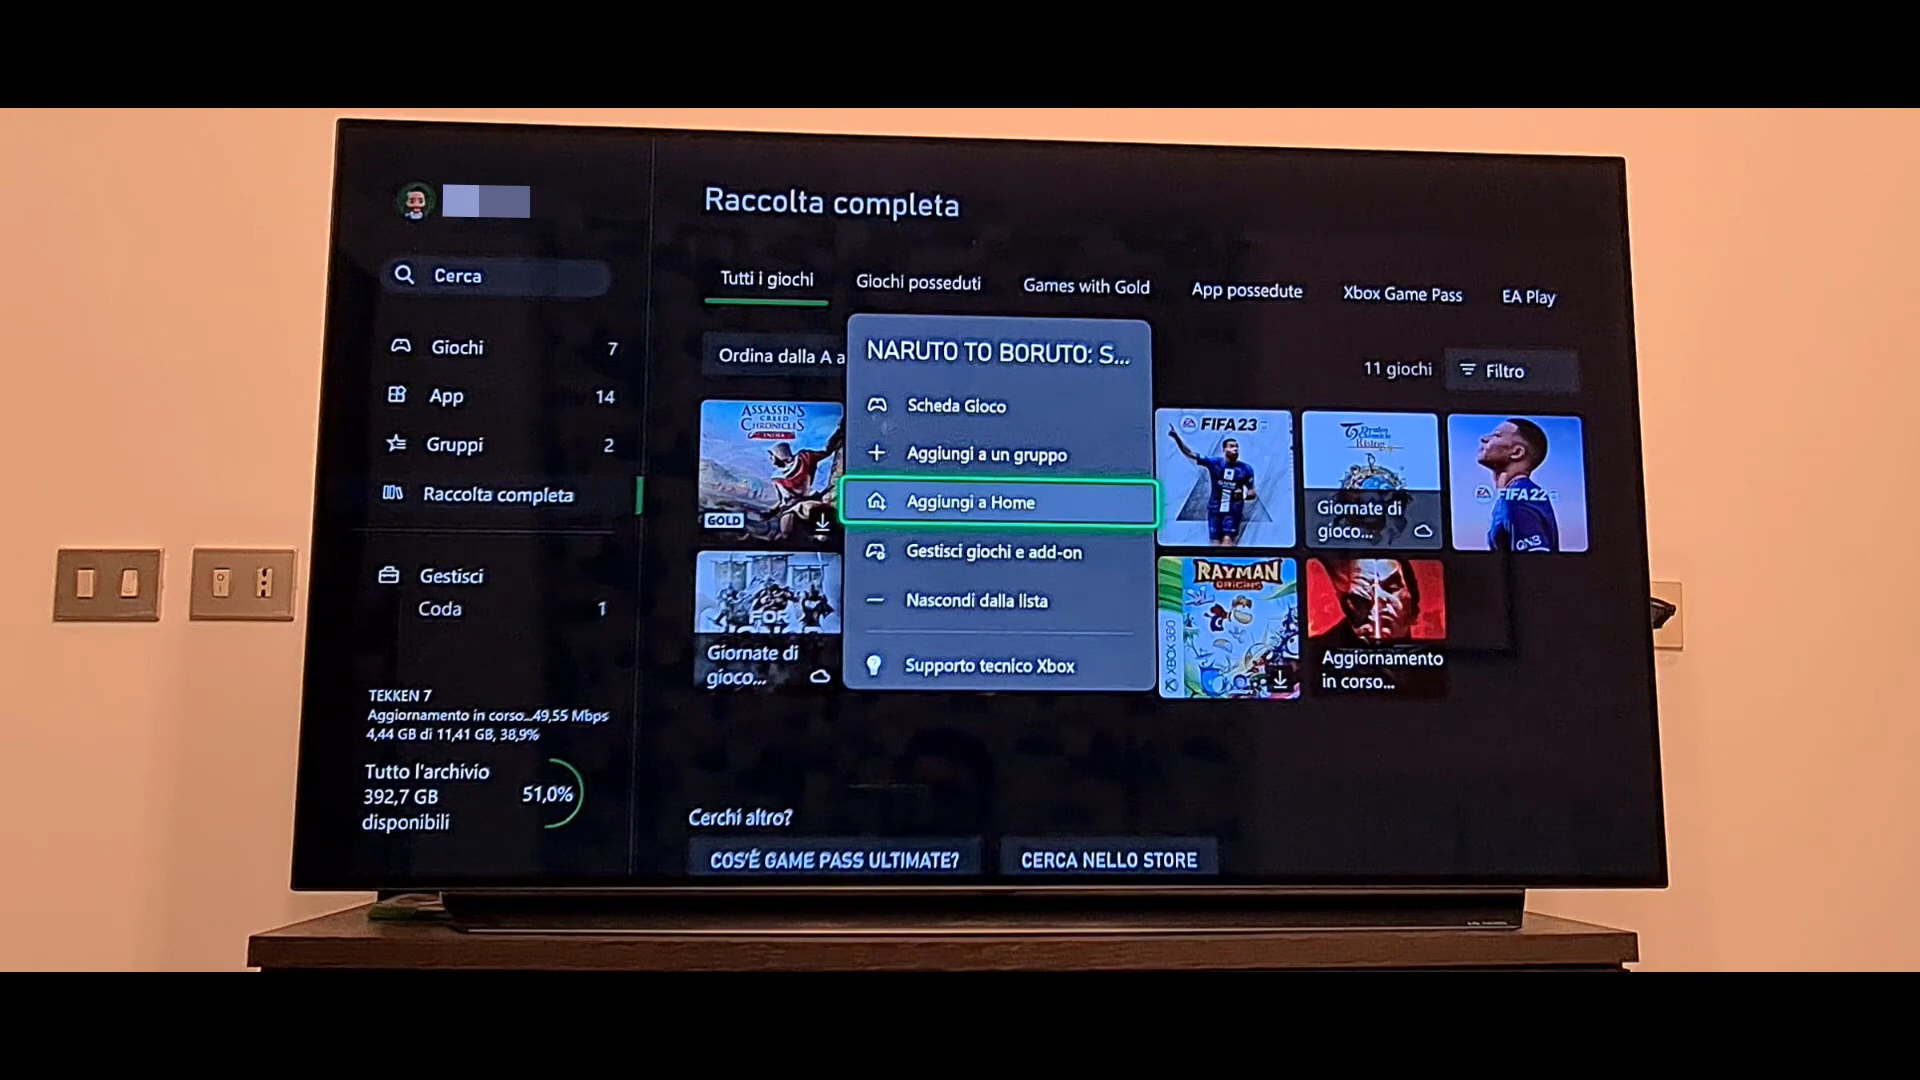 Raccolta completa
Cerca
Giochi 7
App 14
Gruppi 2
Raccolta completa
Gestisci
Coda 1
TEKKEN 7
Aggiornamento in corso...49,55 Mbps
4,44 GB di 11,41 GB, 38,9%
Tutto l'archivio
392,7 GB
disponibili
51,0%
Tutti i giochi Giochi posseduti Games with Gold App possedute Xbox Game Pass EA Play
Ordina dalla A a
11 giochi Filtro
NARUTO TO BORUTO: S...
Scheda Gioco
Aggiungi a un gruppo
Aggiungi a Home
Gestisci giochi e add-on
Nascondi dalla lista
Supporto tecnico Xbox
ASSASSIN'S
CREED
CHRONICLES
INDIA
GOLD
FIFA 23
Rising
Giornate di
gioco...
FIFA 22
FOR
HONOR
Giornate di
gioco...
RAYMAN
ORIGINS
XBOX 360
Aggiornamento
in corso...
Cerchi altro?
COS'È GAME PASS ULTIMATE?
CERCA NELLO STORE